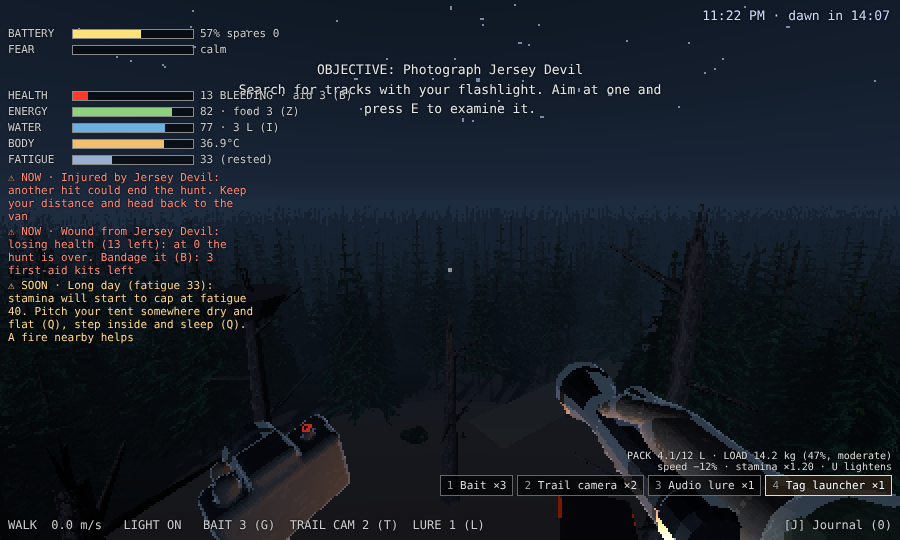 11:22 PM · dawn in 14:07
BATTERY 57% spares 0
FEAR calm
OBJECTIVE: Photograph Jersey Devil
Search for tracks with your flashlight. Aim at one and
press E to examine it.
HEALTH 13 BLEEDING · aid 3 (B)
ENERGY 82 · food 3 (Z)
WATER 77 · 3 L (I)
BODY 36.9°C
FATIGUE 33 (rested)
⚠ NOW · Injured by Jersey Devil:
another hit could end the hunt. Keep
your distance and head back to the
van
⚠ NOW · Wound from Jersey Devil:
losing health (13 left): at 0 the
hunt is over. Bandage it (B): 3
first-aid kits left
⚠ SOON · Long day (fatigue 33):
stamina will start to cap at fatigue
40. Pitch your tent somewhere dry and
flat (Q), step inside and sleep (Q).
A fire nearby helps
PACK 4.1/12 L · LOAD 14.2 kg (47%, moderate)
speed −12% · stamina ×1.20 · U lightens
1 Bait ×3 2 Trail camera ×2 3 Audio lure ×1 4 Tag launcher ×1
WALK 0.0 m/s LIGHT ON BAIT 3 (G) TRAIL CAM 2 (T) LURE 1 (L) [J] Journal (0)